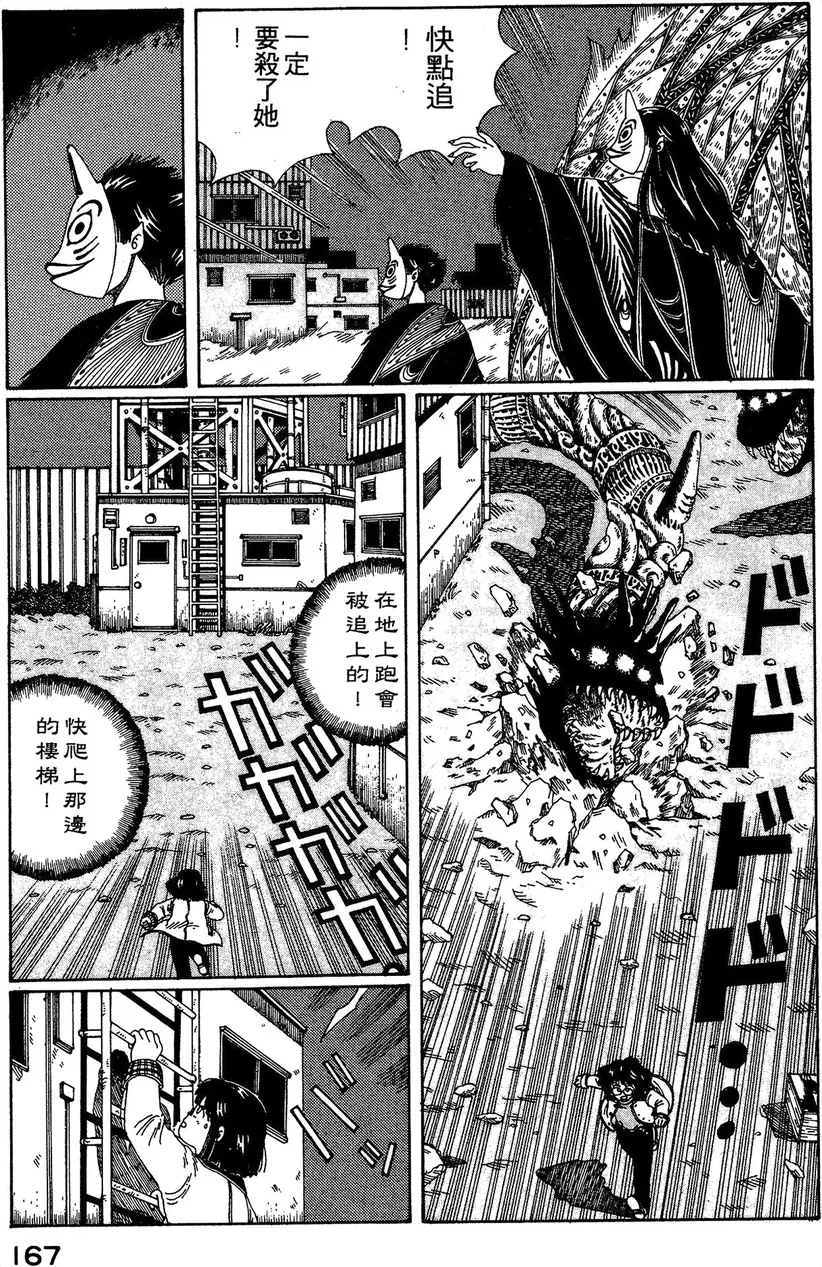 快點追
！
一定
要殺了她
！
ドドドド…
在地上跑會
被追上的！
快爬上那邊
的樓梯！
ガガガガガ
167